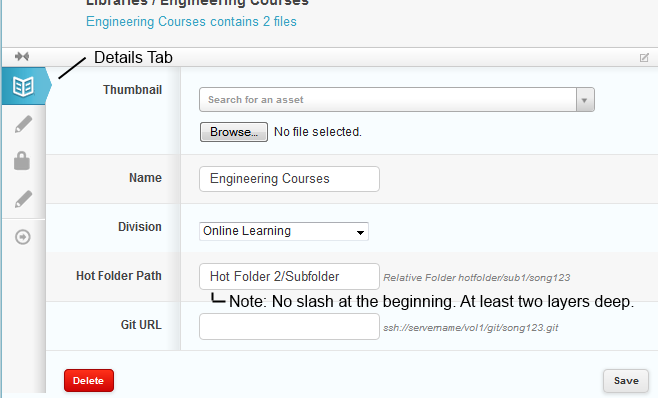 Libraries / Engineering Courses
Engineering Courses contains 2 files
Details Tab
Thumbnail
Search for an asset
Browse... No file selected.
Name Engineering Courses
Division Online Learning
Hot Folder Path Hot Folder 2/Subfolder Relative Folder hotfolder/sub1/song123
Note: No slash at the beginning. At least two layers deep.
Git URL ssh://servername/vol1/git/song123.git
Delete Save